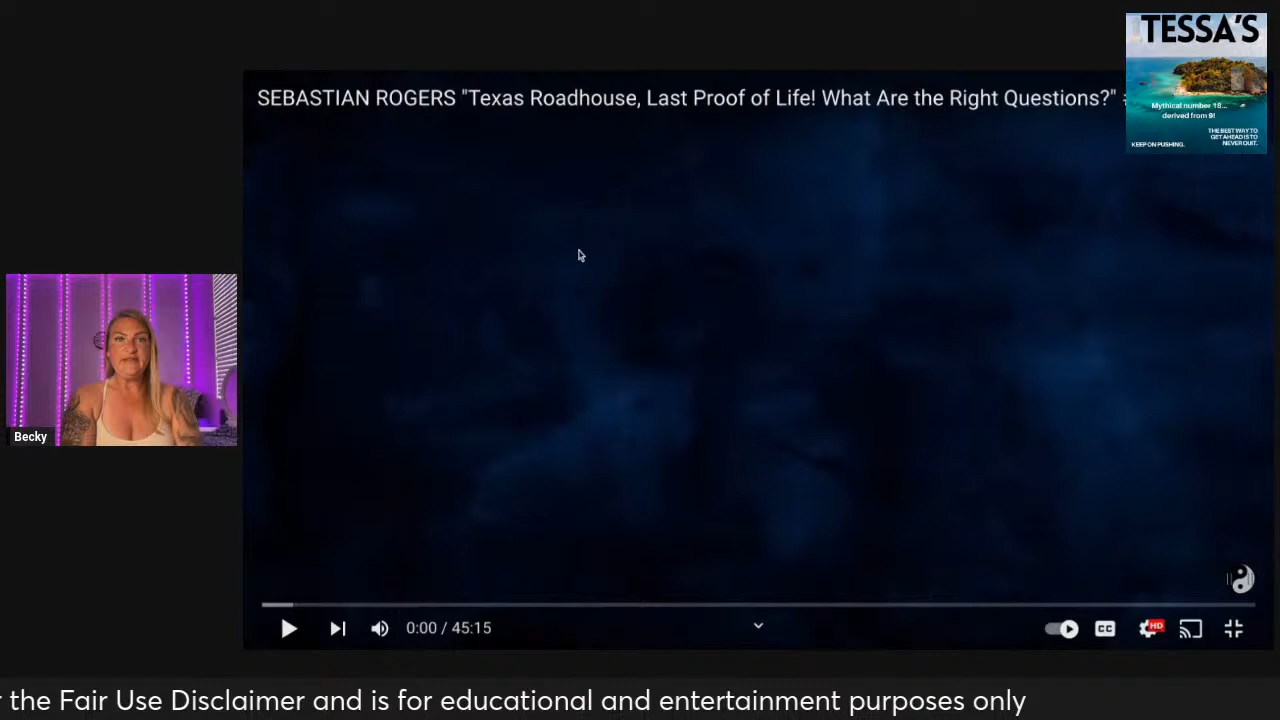 TESSA'S
SEBASTIAN ROGERS "Texas Roadhouse, Last Proof of Life! What Are the Right Questions?"
Mythical number 18...
derived from 9!
THE BEST WAY TO
GET AHEAD IS TO
NEVER QUIT.
KEEP ON PUSHING.
Becky
0:00 / 45:15
CC
HD
the Fair Use Disclaimer and is for educational and entertainment purposes only